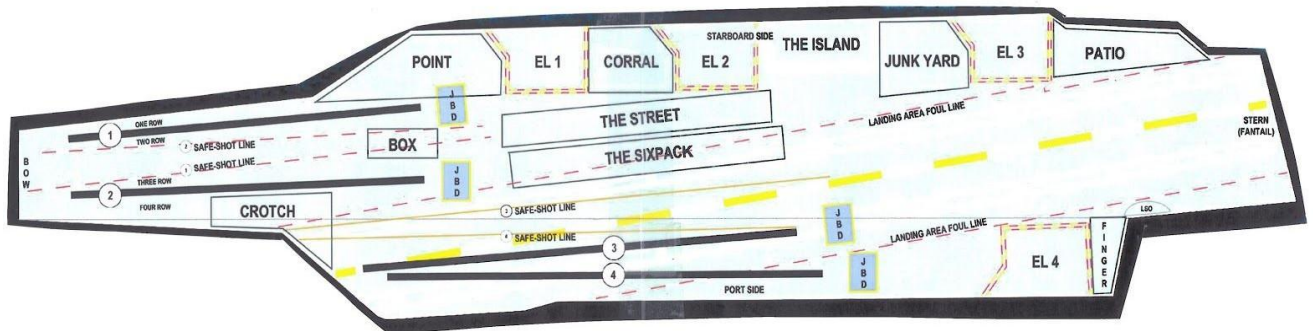 STARBOARD SIDE
THE ISLAND
POINT
EL 1
CORRAL
EL 2
JUNK YARD
EL 3
PATIO
J
B
D
ONE ROW
1
TWO ROW
2 SAFE-SHOT LINE
1 SAFE-SHOT LINE
BOX
THE STREET
THE SIXPACK
LANDING AREA FOUL LINE
STERN
(FANTAIL)
B
O
W
THREE ROW
2
FOUR ROW
J
B
D
CROTCH
3 SAFE-SHOT LINE
4 SAFE-SHOT LINE
3
4
J
B
D
J
B
D
LANDING AREA FOUL LINE
LSO
EL 4
F
I
N
G
E
R
PORT SIDE